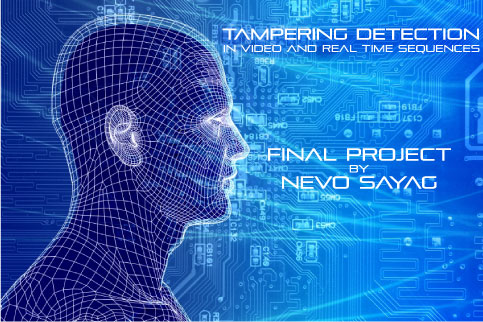 TAMPERING DETECTION
IN VIDEO AND REAL TIME SEQUENCES
FINAL PROJECT
BY
NEVO SAYAG